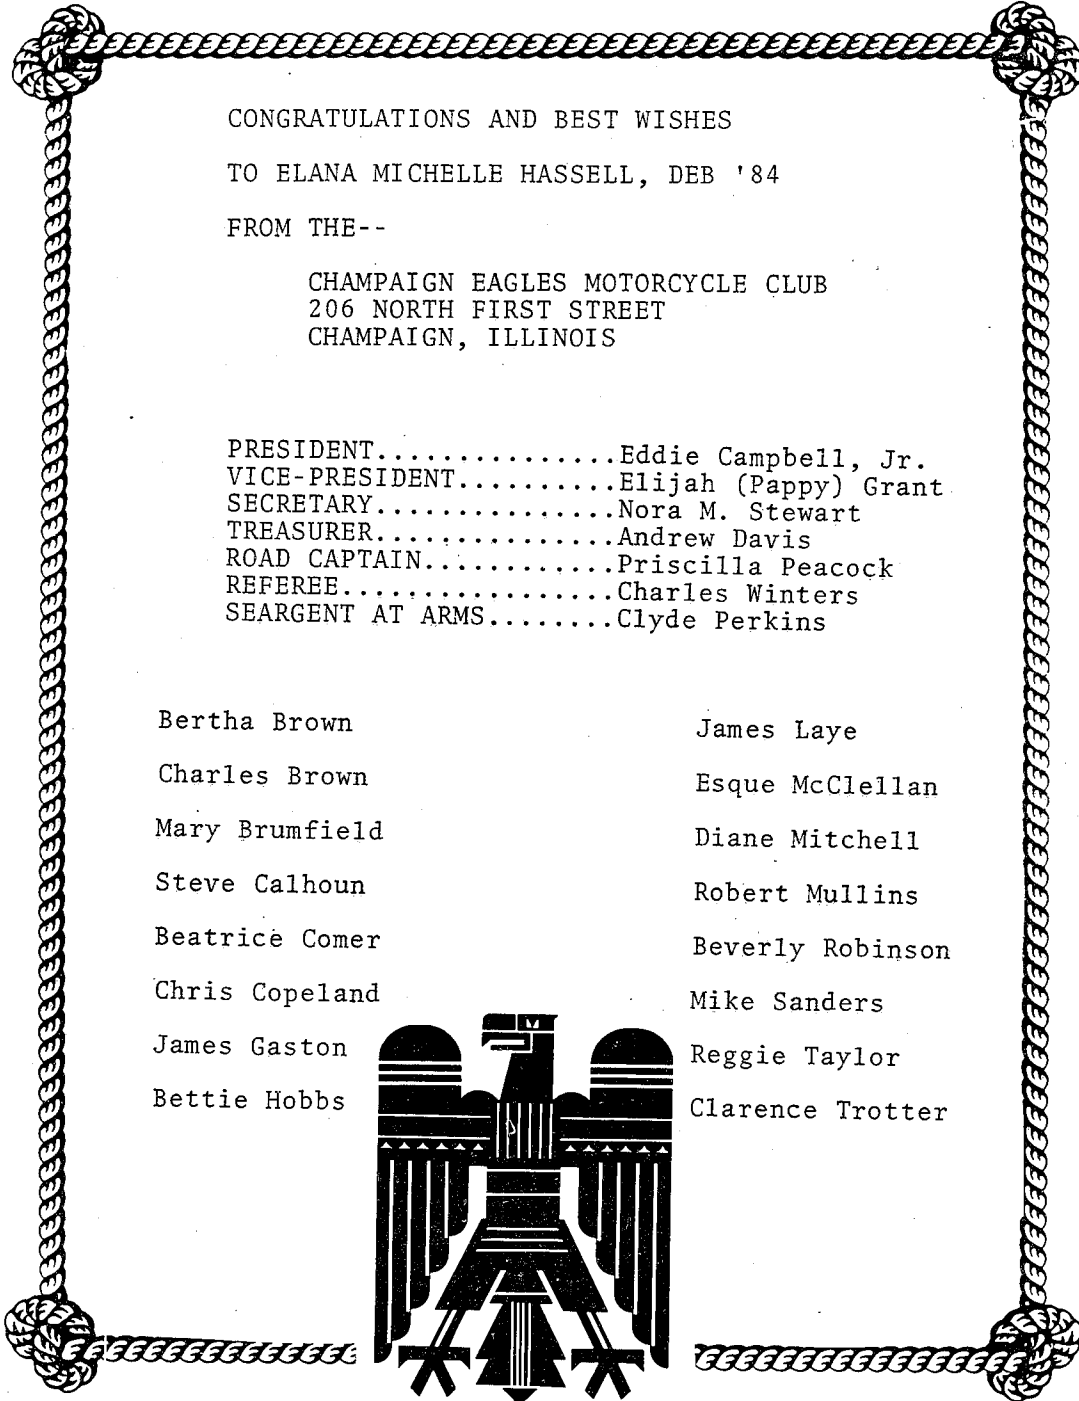 CONGRATULATIONS AND BEST WISHES
TO ELANA MICHELLE HASSELL, DEB '84
FROM THE--
CHAMPAIGN EAGLES MOTORCYCLE CLUB
206 NORTH FIRST STREET
CHAMPAIGN, ILLINOIS
PRESIDENT...............Eddie Campbell, Jr.
VICE-PRESIDENT..........Elijah (Pappy) Grant
SECRETARY...............Nora M. Stewart
TREASURER...............Andrew Davis
ROAD CAPTAIN............Priscilla Peacock
REFEREE.................Charles Winters
SEARGENT AT ARMS........Clyde Perkins
Bertha Brown
Charles Brown
Mary Brumfield
Steve Calhoun
Beatrice Comer
Chris Copeland
James Gaston
Bettie Hobbs
James Laye
Esque McClellan
Diane Mitchell
Robert Mullins
Beverly Robinson
Mike Sanders
Reggie Taylor
Clarence Trotter